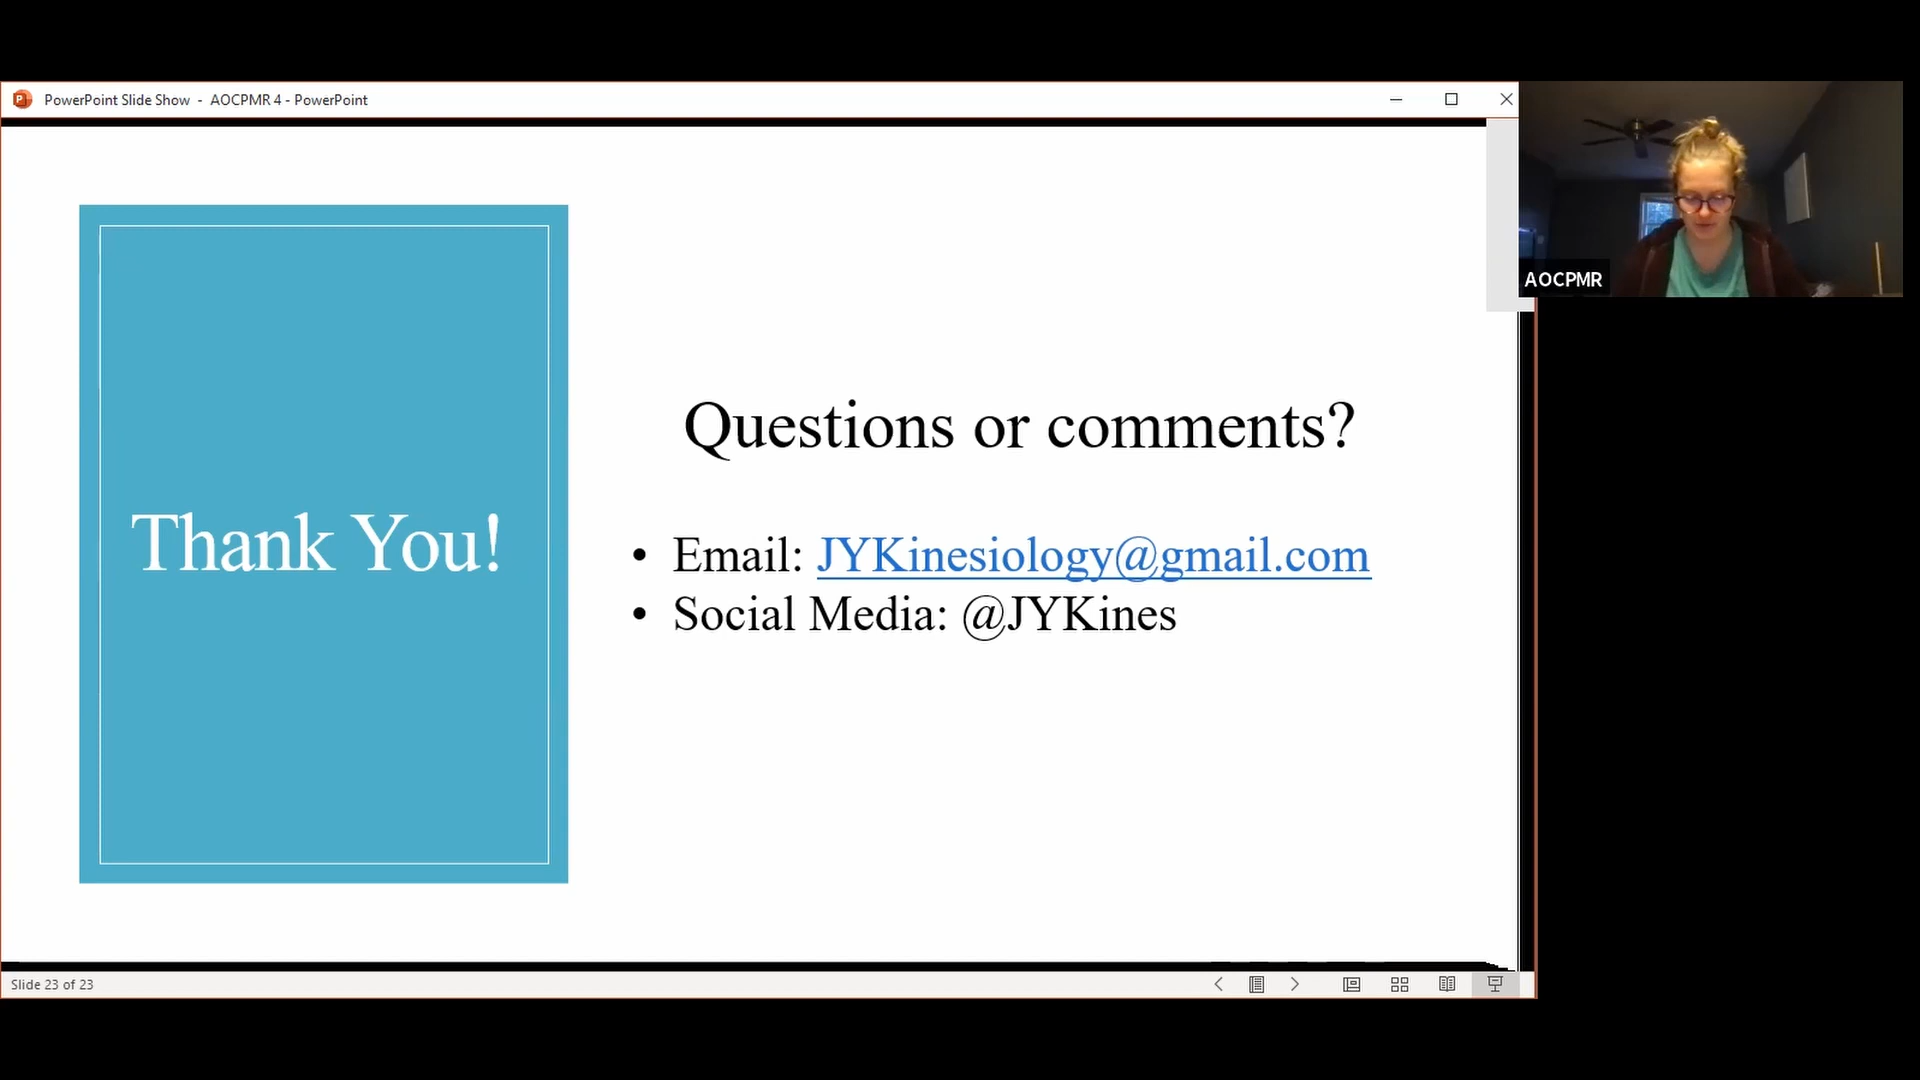 PowerPoint Slide Show - AOCPMR 4 - PowerPoint
AOCPMR
Thank You!
Questions or comments?
• Email: JYKinesiology@gmail.com
• Social Media: @JYKines
Slide 23 of 23